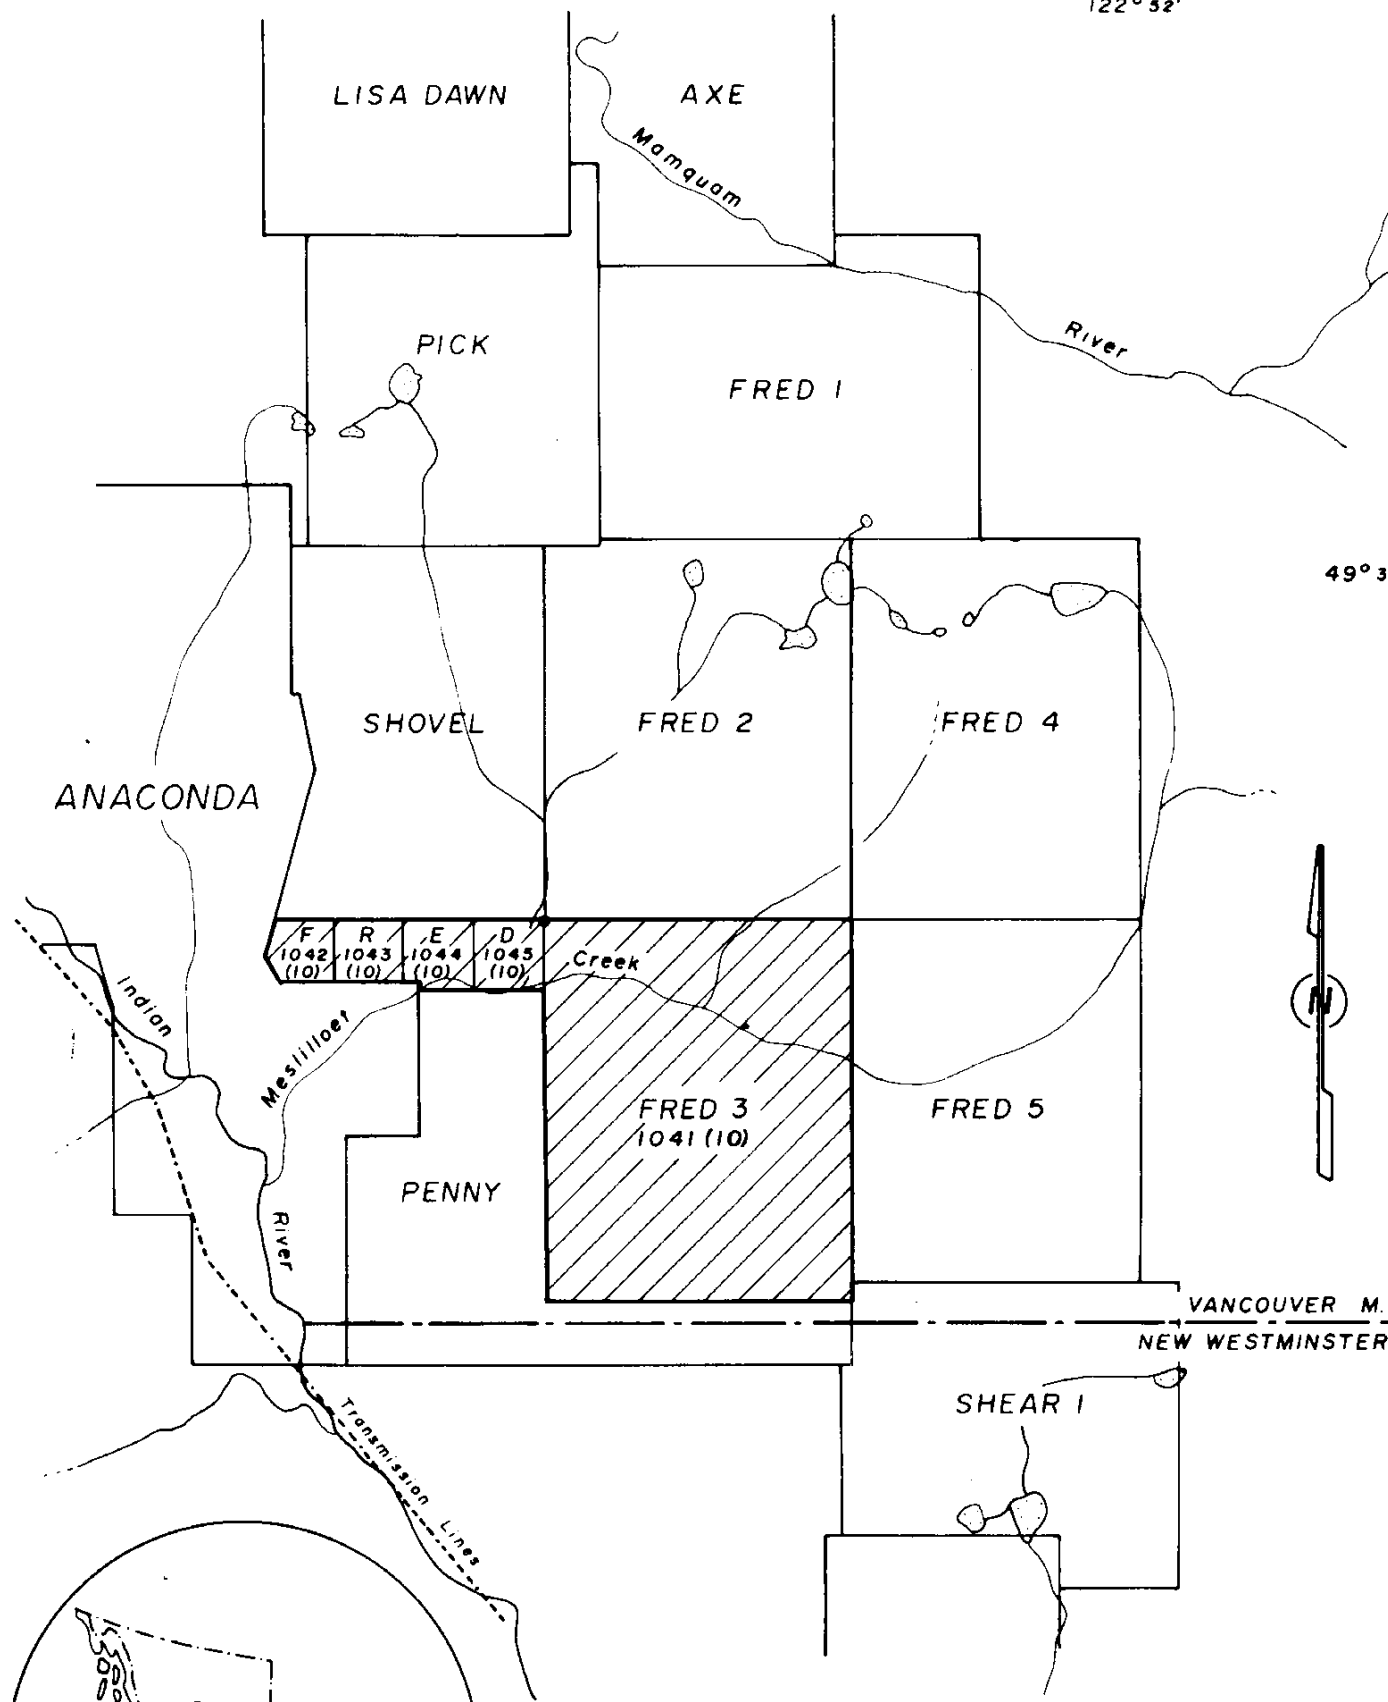 122° 52'
LISA DAWN
AXE
Mamquam
River
PICK
FRED 1
49° 3
SHOVEL
FRED 2
FRED 4
ANACONDA
F
1042
(10)
R
1043
(10)
E
1044
(10)
D
1045
(10)
Creek
Indian
Meslilloet
N
FRED 3
1041 (10)
FRED 5
PENNY
River
VANCOUVER M.
NEW WESTMINSTER
SHEAR 1
Transmission
Lines